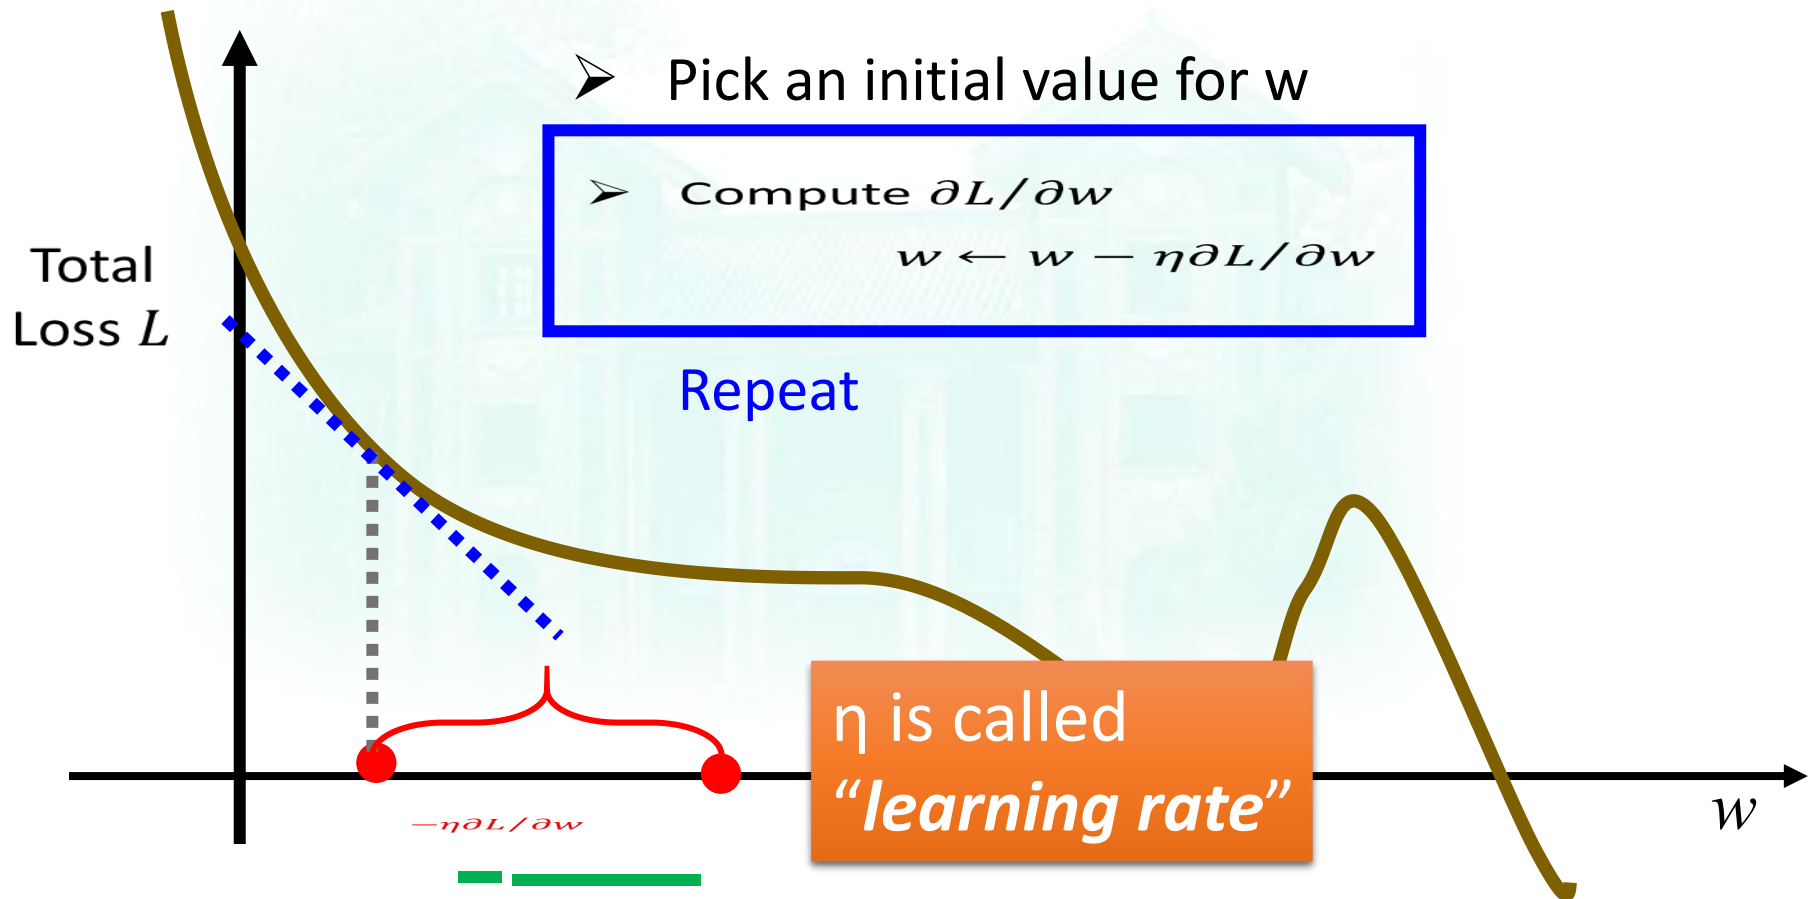 ➢ Pick an initial value for w
➢ Compute ∂L/∂w
w ← w − η∂L/∂w
Total
Loss L
Repeat
η is called
“learning rate”
w
−η∂L/∂w